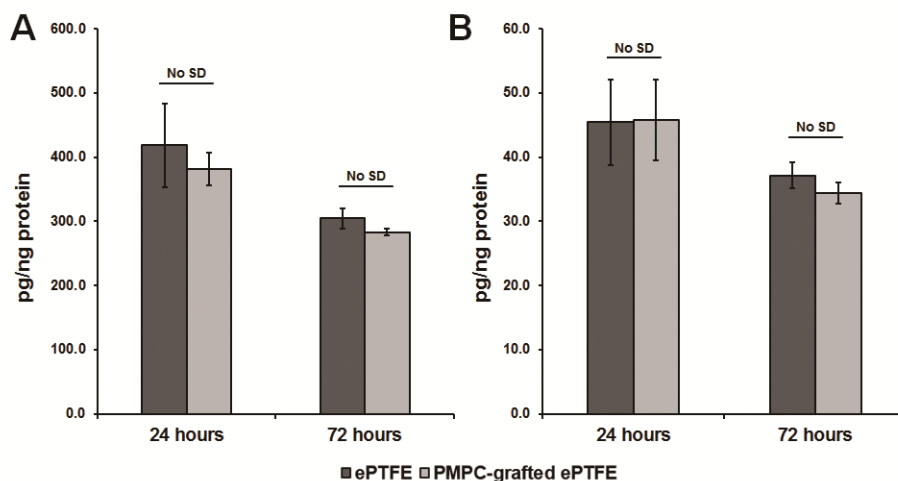 A
600.0
500.0
400.0
300.0
200.0
100.0
0.0
pg/ng protein
No SD
No SD
24 hours
72 hours
B
60.0
50.0
40.0
30.0
20.0
10.0
0.0
pg/ng protein
No SD
No SD
24 hours
72 hours
ePTFE PMPC-grafted ePTFE